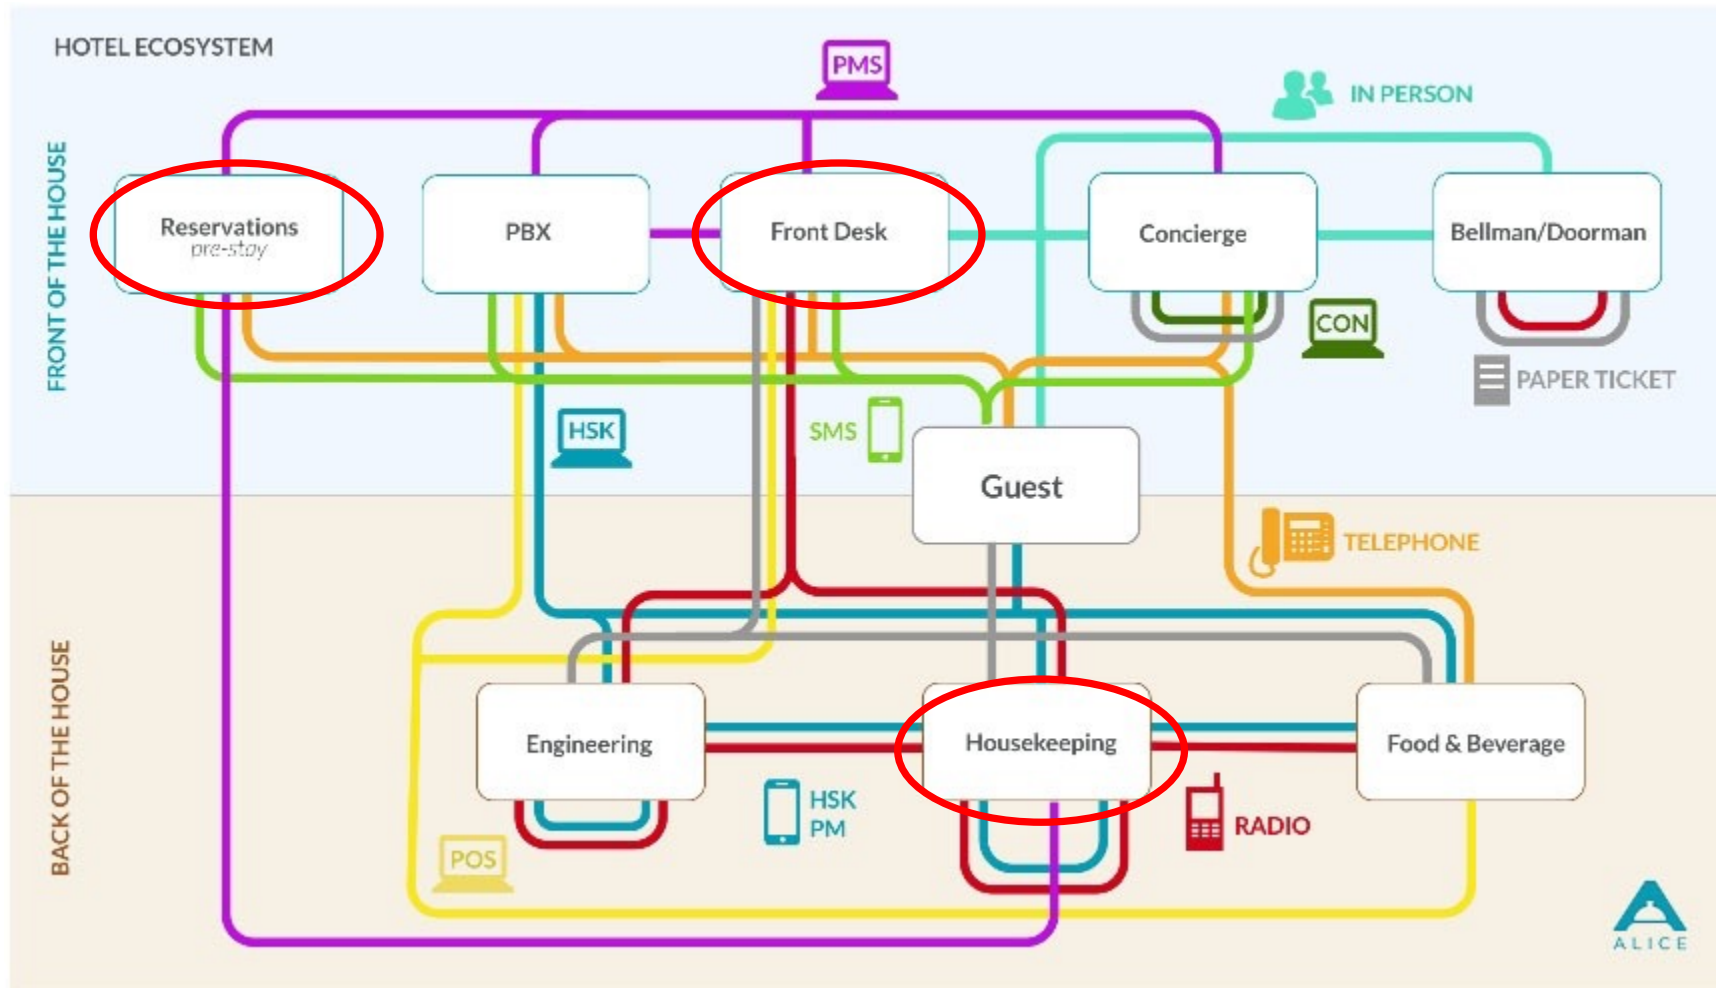 HOTEL ECOSYSTEM
PMS
IN PERSON
FRONT OF THE HOUSE
Reservations
pre-stay
PBX
Front Desk
Concierge
Bellman/Doorman
CON
PAPER TICKET
HSK
SMS
Guest
TELEPHONE
BACK OF THE HOUSE
Engineering
Housekeeping
Food & Beverage
HSK
PM
RADIO
POS
ALICE